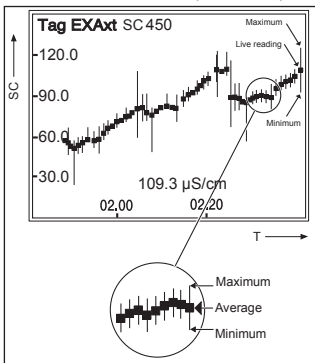 Tag EXAxt SC450
Maximum
Live reading
Minimum
SC
120.0
90.0
60.0
30.0
109.3 µS/cm
02.00
02.20
T
Maximum
Average
Minimum